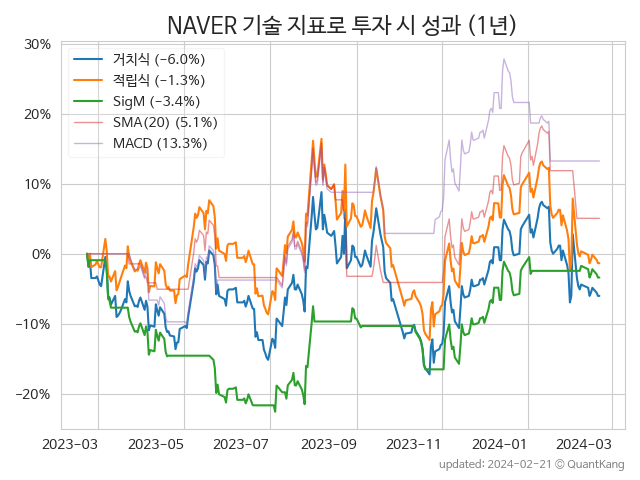 NAVER 기술 지표로 투자 시 성과 (1년)
30%
20%
10%
0%
−10%
−20%
거치식 (−6.0%)
적립식 (−1.3%)
SigM (−3.4%)
SMA(20) (5.1%)
MACD (13.3%)
2023-03 2023-05 2023-07 2023-09 2023-11 2024-01 2024-03
updated: 2024-02-21 © QuantKang